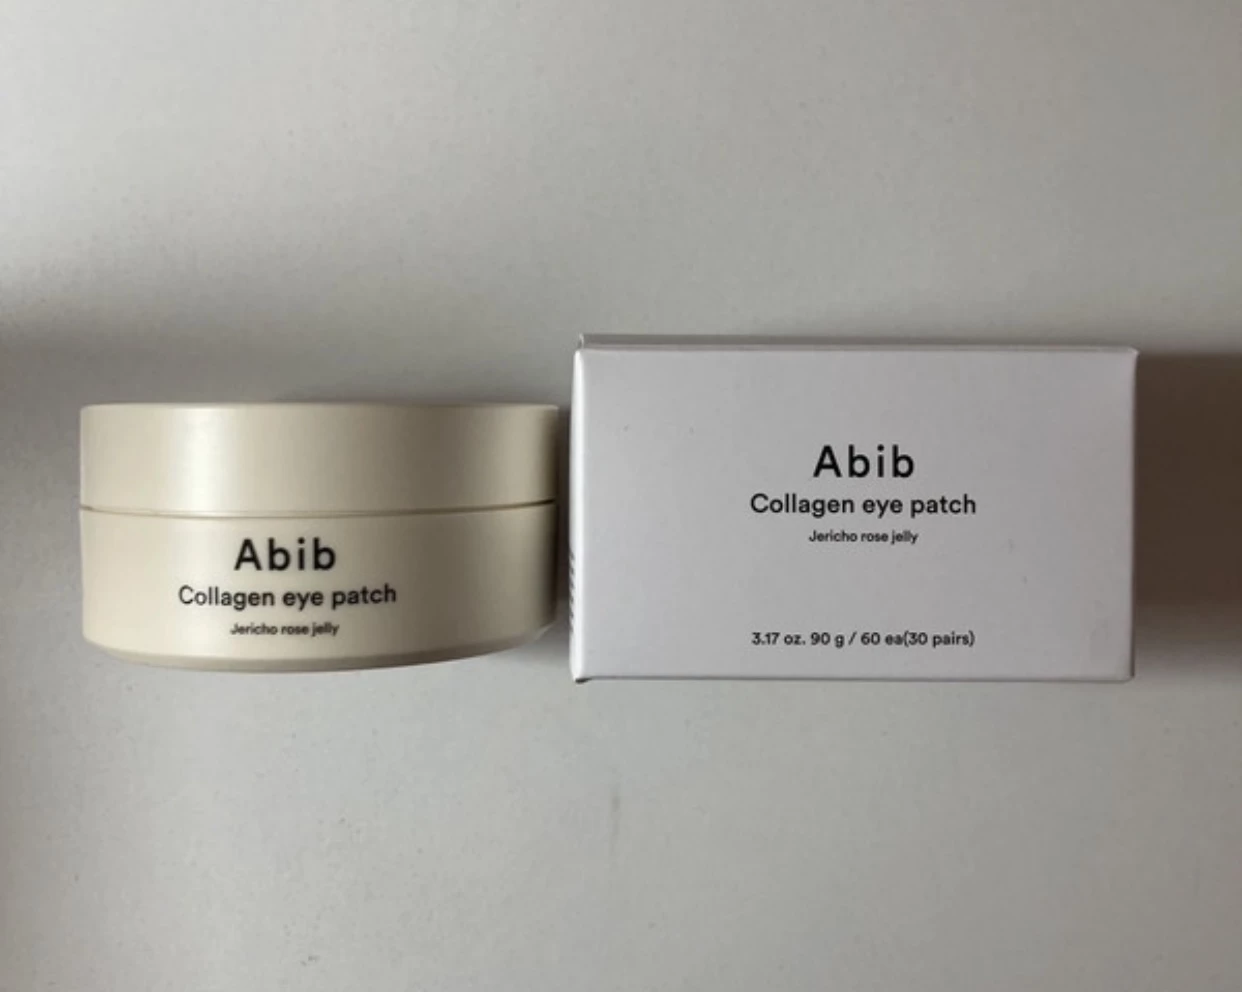 Abib
Collagen eye patch
Jericho rose jelly
Abib
Collagen eye patch
Jericho rose jelly
3.17 oz. 90 g / 60 ea(30 pairs)